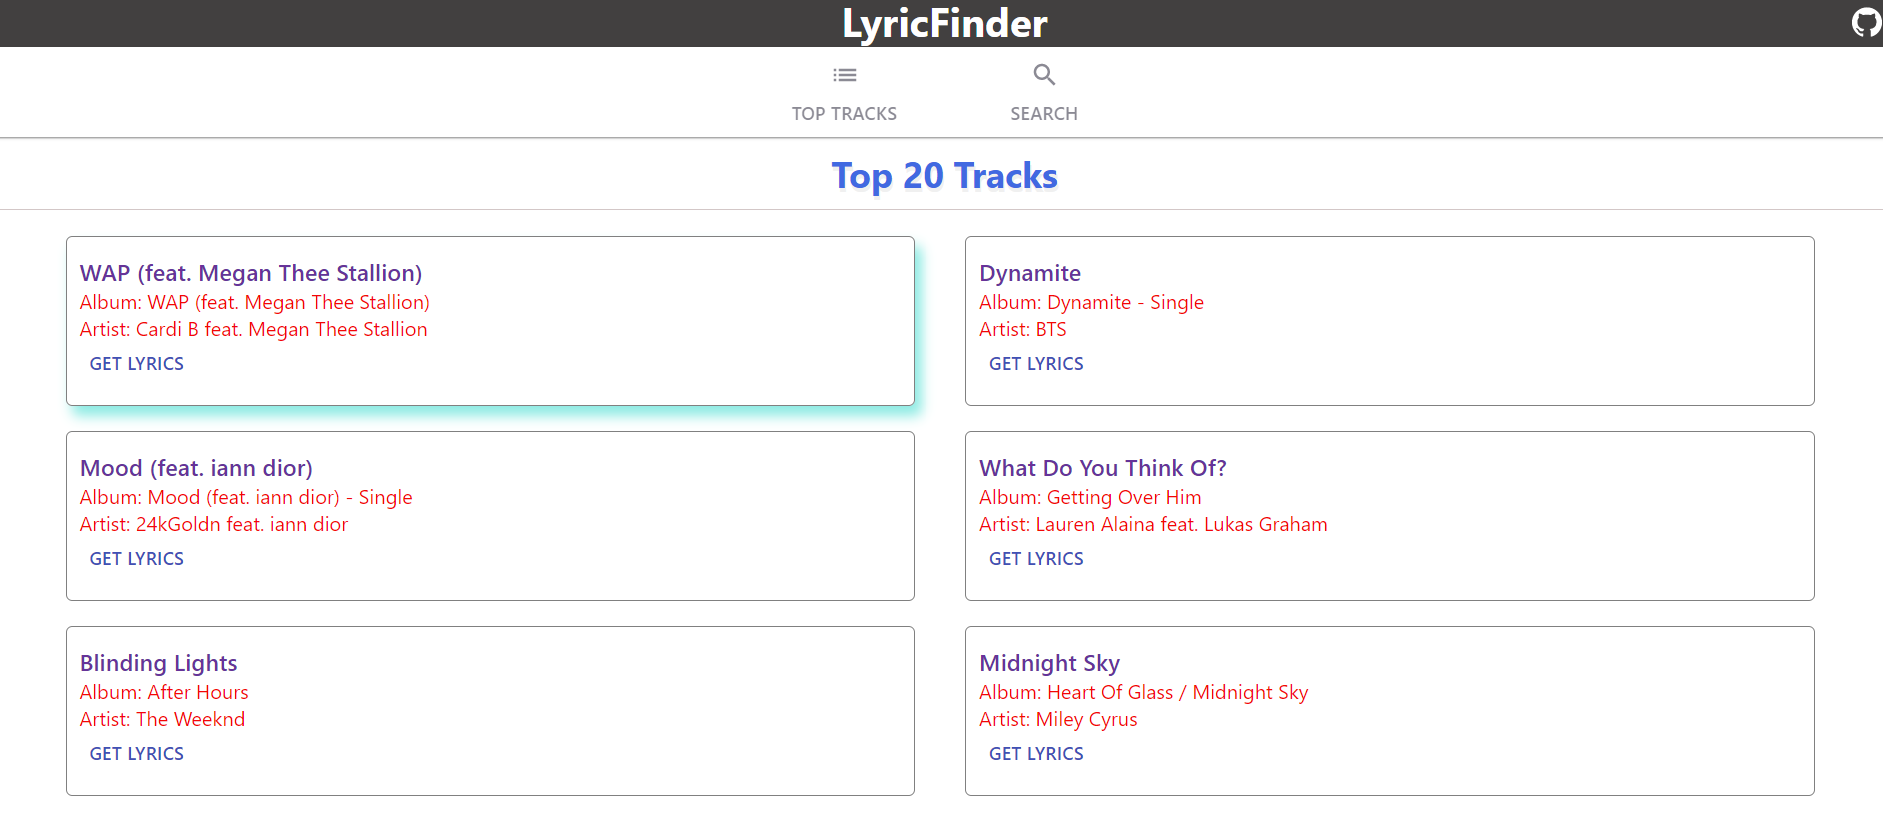 LyricFinder
TOP TRACKS
SEARCH
Top 20 Tracks
WAP (feat. Megan Thee Stallion)
Album: WAP (feat. Megan Thee Stallion)
Artist: Cardi B feat. Megan Thee Stallion
GET LYRICS
Dynamite
Album: Dynamite - Single
Artist: BTS
GET LYRICS
Mood (feat. iann dior)
Album: Mood (feat. iann dior) - Single
Artist: 24kGoldn feat. iann dior
GET LYRICS
What Do You Think Of?
Album: Getting Over Him
Artist: Lauren Alaina feat. Lukas Graham
GET LYRICS
Blinding Lights
Album: After Hours
Artist: The Weeknd
GET LYRICS
Midnight Sky
Album: Heart Of Glass / Midnight Sky
Artist: Miley Cyrus
GET LYRICS